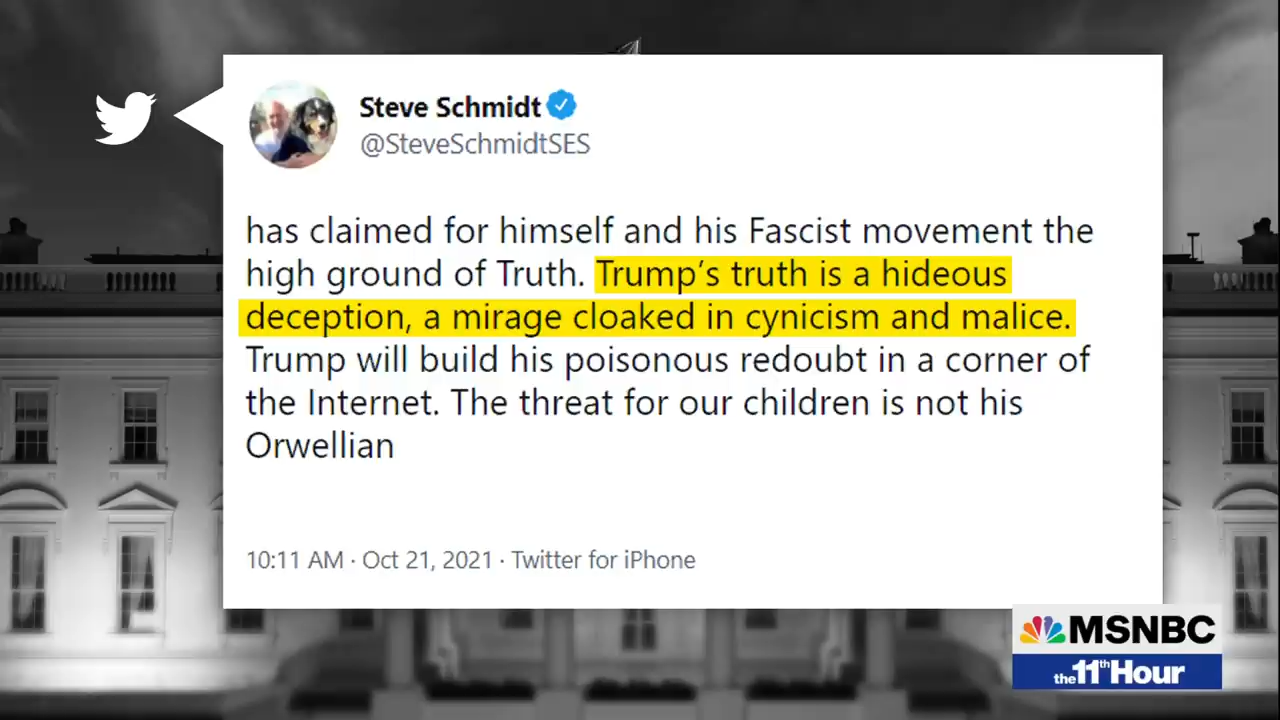 Steve Schmidt
@SteveSchmidtSES
has claimed for himself and his Fascist movement the
high ground of Truth. Trump's truth is a hideous
deception, a mirage cloaked in cynicism and malice.
Trump will build his poisonous redoubt in a corner of
the Internet. The threat for our children is not his
Orwellian
10:11 AM · Oct 21, 2021 · Twitter for iPhone
MSNBC
the 11th Hour